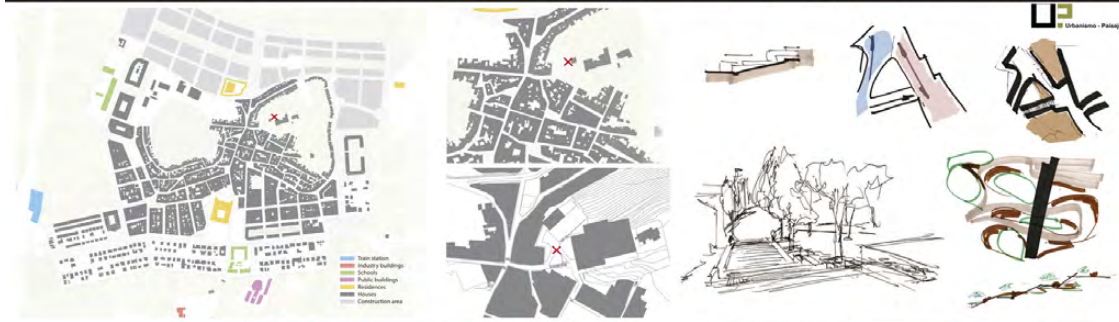 Urbanismo - Paisaj
Train station
Industry buildings
Schools
Public buildings
Residences
Houses
Construction area